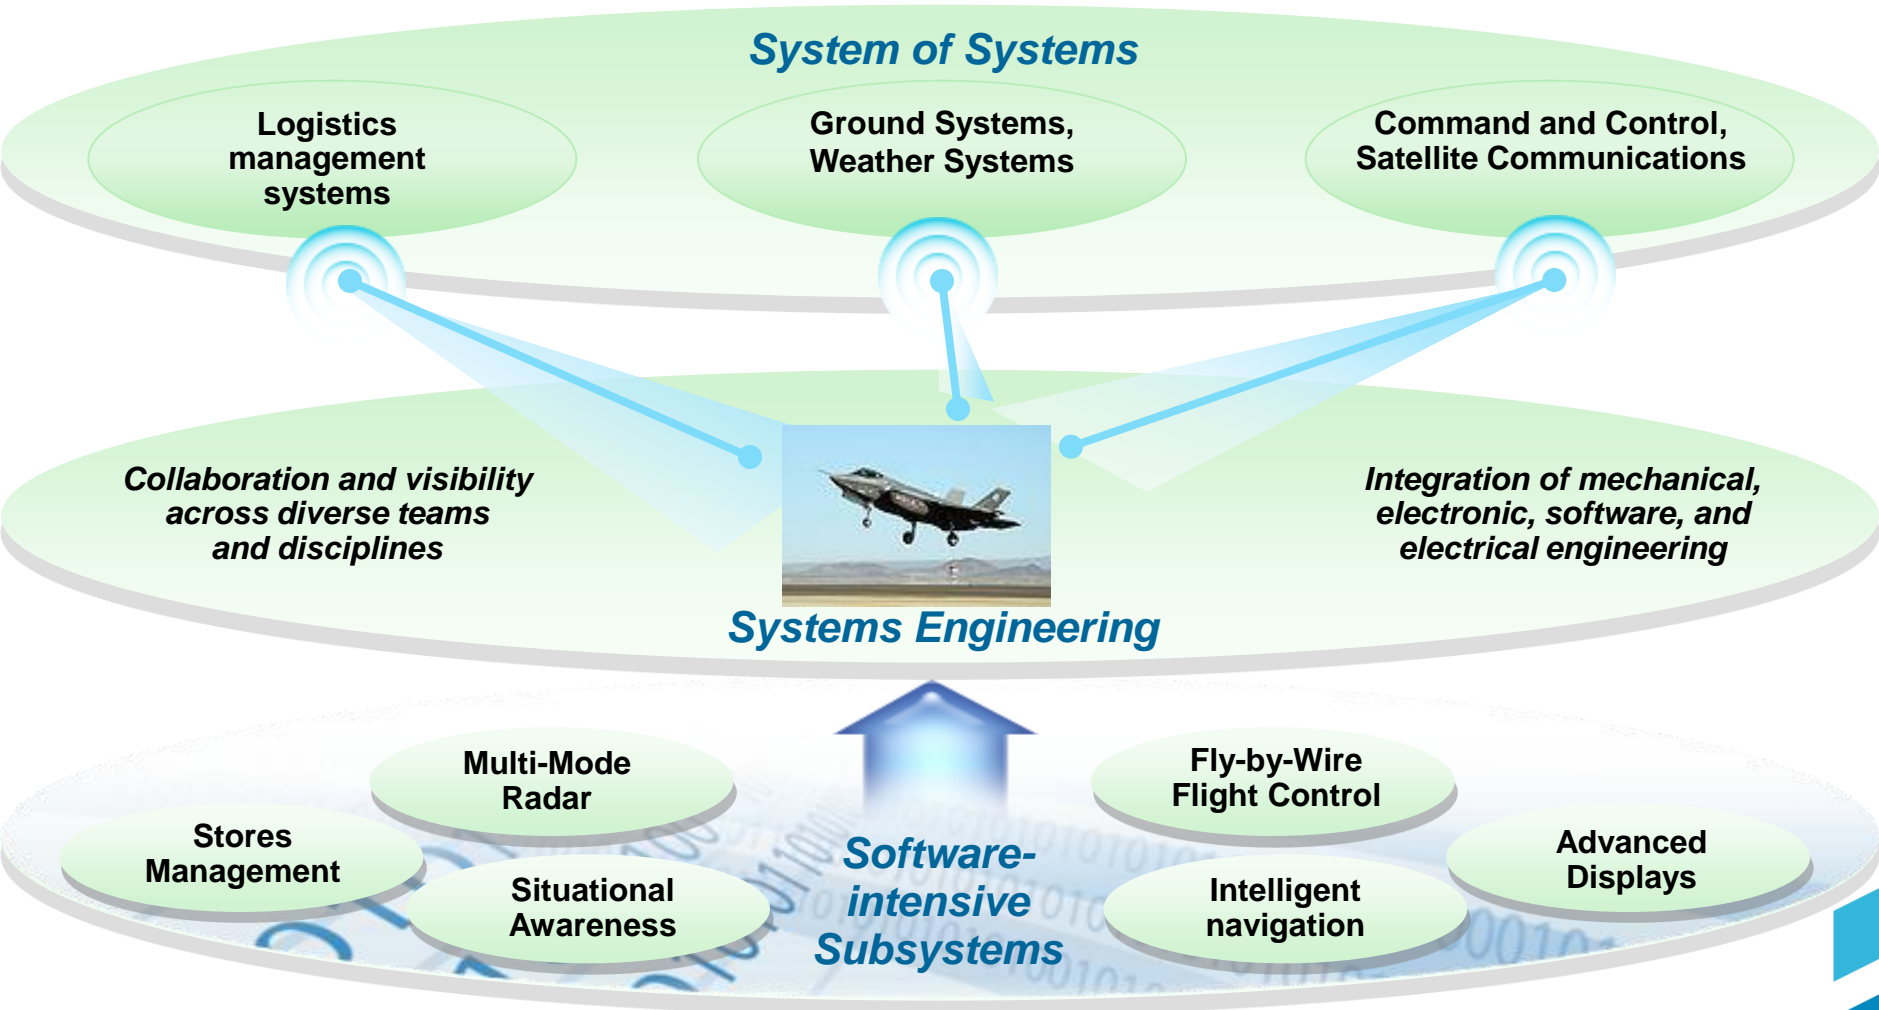 System of Systems
Logistics
management
systems
Ground Systems,
Weather Systems
Command and Control,
Satellite Communications
Collaboration and visibility
across diverse teams
and disciplines
Integration of mechanical,
electronic, software, and
electrical engineering
Systems Engineering
Multi-Mode
Radar
Fly-by-Wire
Flight Control
Stores
Management
Situational
Awareness
Software-
intensive
Subsystems
Intelligent
navigation
Advanced
Displays